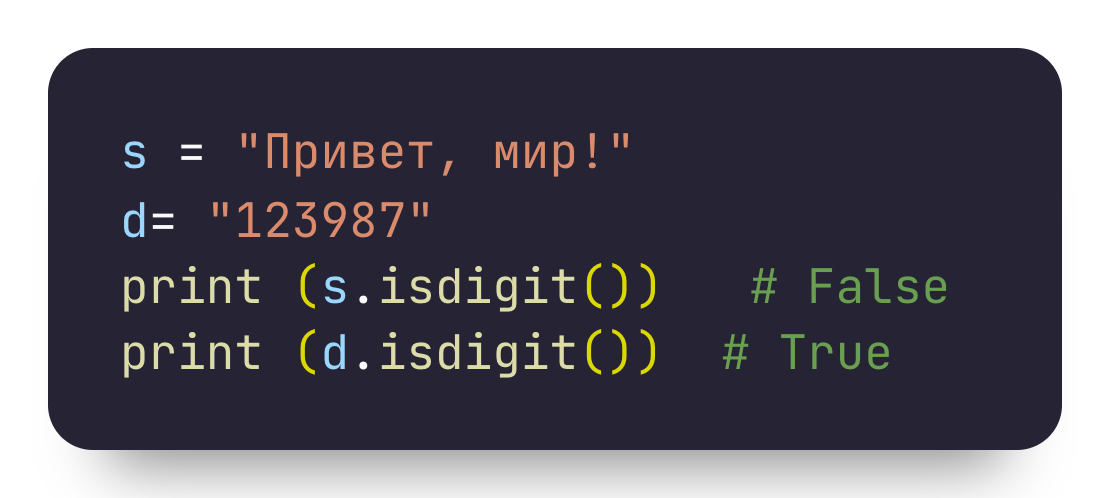 s = "Привет, мир!"
d= "123987"
print (s.isdigit())   # False
print (d.isdigit())  # True